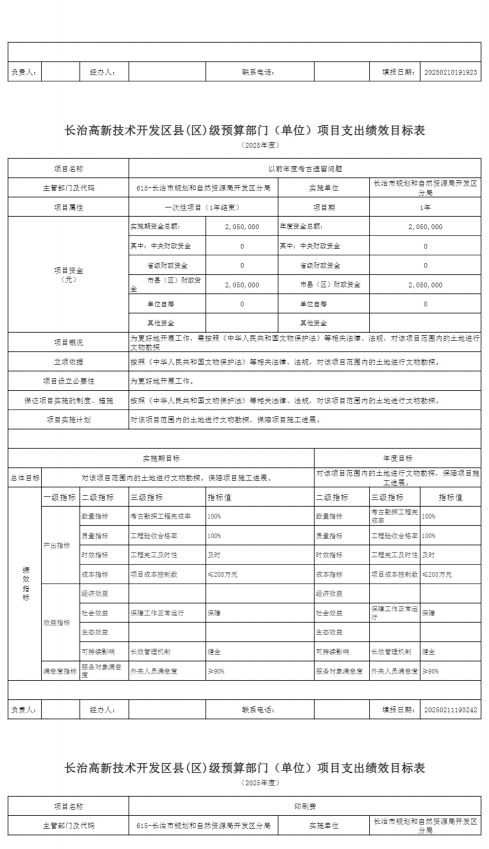 负责人： 经办人： 联系电话： 填报日期： 20250210191923
长治高新技术开发区县(区)级预算部门（单位）项目支出绩效目标表
（2025年度）
项目名称 以前年度考古遗留问题
主管部门及代码 615-长治市规划和自然资源局开发区分局 实施单位 长治市规划和自然资源局开发区
分局
项目属性 一次性项目（1年结束） 项目期 1年
项目资金
（元）
实施期资金总额： 2,050,000 年度资金总额： 2,050,000
其中：中央财政资金 0 其中：中央财政资金 0
省级财政资金 0 省级财政资金 0
市县（区）财政资
金 2,050,000 市县（区）财政资金 2,050,000
单位自筹 0 单位自筹 0
其他资金 其他资金
项目概况 为更好地开展工作，需按照《中华人民共和国文物保护法》等相关法律、法规，对该项目范围内的土地进行
文物勘探
立项依据 按照《中华人民共和国文物保护法》等相关法律、法规，对该项目范围内的土地进行文物勘探。
项目设立必要性 为更好地开展工作。
保证项目实施的制度、措施 按照《中华人民共和国文物保护法》等相关法律、法规，对该项目范围内的土地进行文物勘探。
项目实施计划 对该项目范围内的土地进行文物勘探，保障项目施工进展。
实施期目标 年度目标
总体目标 对该项目范围内的土地进行文物勘探，保障项目施工进展。 对该项目范围内的土地进行文物勘探，保障项目施
工进展。
绩
效
指
标
一级指标 二级指标 三级指标 指标值 二级指标 三级指标 指标值
产出指标
数量指标 考古勘探工程完成率 100% 数量指标 考古勘探工程完
成率 100%
质量指标 工程验收合格率 100% 质量指标 工程验收合格率 100%
时效指标 工程完工及时性 及时 时效指标 工程完工及时性 及时
成本指标 项目成本控制数 ≤205万元 成本指标 项目成本控制数 ≤205万元
效益指标
经济效益 经济效益
社会效益 保障工作正常运行 保障 社会效益 保障工作正常运
行 保障
生态效益 生态效益
可持续影响 长效管理机制 健全 可持续影响 长效管理机制 健全
满意度指标 服务对象满意
度 外来人员满意度 ≥90% 服务对象满意度 外来人员满意度 ≥90%
负责人： 经办人： 联系电话： 填报日期： 20250211193242
长治高新技术开发区县(区)级预算部门（单位）项目支出绩效目标表
（2025年度）
项目名称 印刷费
主管部门及代码 615-长治市规划和自然资源局开发区分局 实施单位 长治市规划和自然资源局开发区
分局